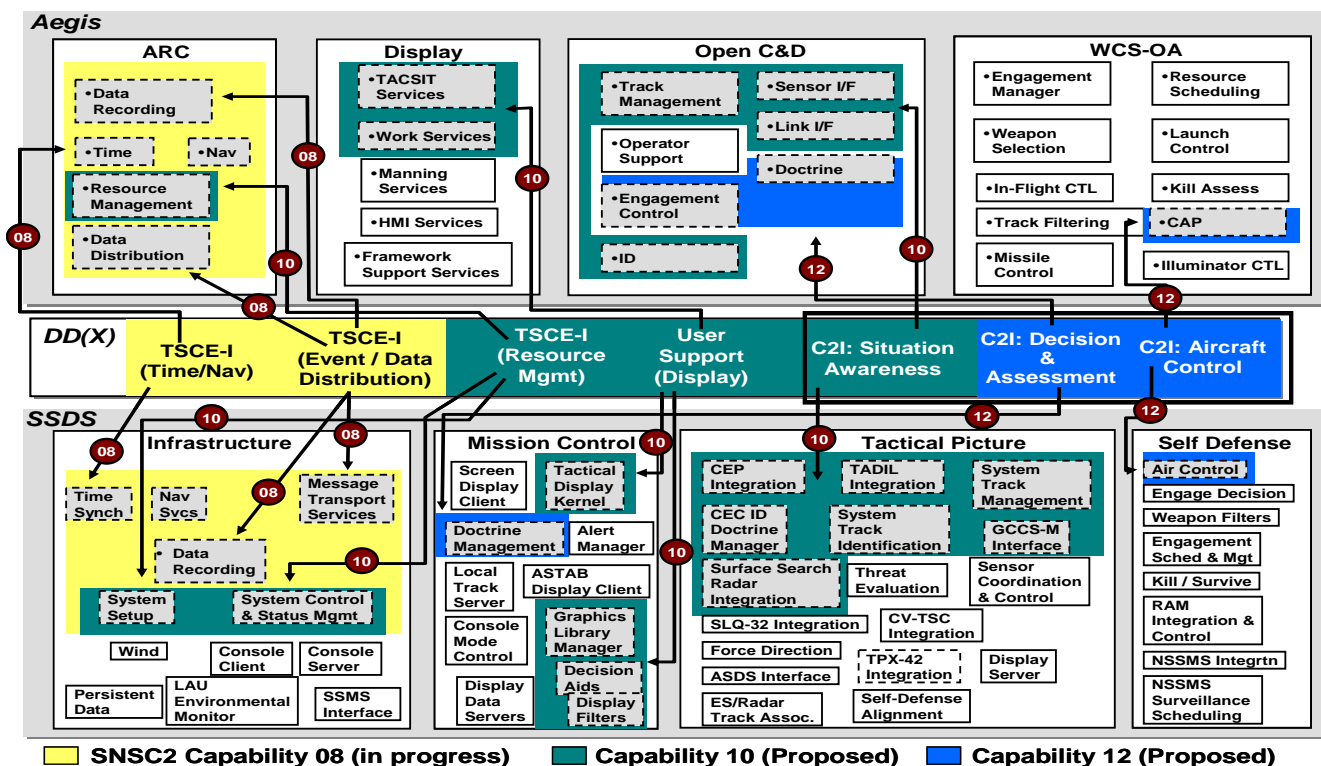 Aegis
ARC
•Data
Recording
•Time
•Nav
•Resource
Management
•Data
Distribution
Display
•TACSIT
Services
•Work Services
•Manning
Services
•HMI Services
•Framework
Support Services
Open C&D
•Track
Management
•Sensor I/F
•Link I/F
•Operator
Support
•Doctrine
•Engagement
Control
•ID
WCS-OA
•Engagement
Manager
•Resource
Scheduling
•Weapon
Selection
•Launch
Control
•In-Flight CTL
•Kill Assess
•Track Filtering
•CAP
•Missile
Control
•Illuminator CTL
08
08
10
08
10
10
12
12
DD(X)
TSCE-I
(Time/Nav)
TSCE-I
(Event / Data
Distribution)
TSCE-I
(Resource
Mgmt)
User
Support
(Display)
C2I: Situation
Awareness
C2I: Decision
&
Assessment
C2I: Aircraft
Control
SSDS
10
08
08
08
10
10
10
10
12
12
Infrastructure
Time
Synch
Nav
Svcs
Message
Transport
Services
• Data
Recording
System
Setup
System Control
& Status Mgmt
Wind
Console
Client
Console
Server
Persistent
Data
LAU
Environmental
Monitor
SSMS
Interface
Mission Control
Screen
Display
Client
Tactical
Display
Kernel
Doctrine
Management
Alert
Manager
Local
Track
Server
ASTAB
Display Client
Console
Mode
Control
Graphics
Library
Manager
Decision
Aids
Display
Data
Servers
Display
Filters
Tactical Picture
CEP
Integration
TADIL
Integration
System
Track
Management
CEC ID
Doctrine
Manager
System
Track
Identification
GCCS-M
Interface
Surface Search
Radar
Integration
Threat
Evaluation
Sensor
Coordination
& Control
SLQ-32 Integration
CV-TSC
Integration
Force Direction
TPX-42
Integration
Display
Server
ASDS Interface
ES/Radar
Track Assoc.
Self-Defense
Alignment
Self Defense
Air Control
Engage Decision
Weapon Filters
Engagement
Sched & Mgt
Kill / Survive
RAM
Integration &
Control
NSSMS Integrtn
NSSMS
Surveillance
Scheduling
SNSC2 Capability 08 (in progress)
Capability 10 (Proposed)
Capability 12 (Proposed)